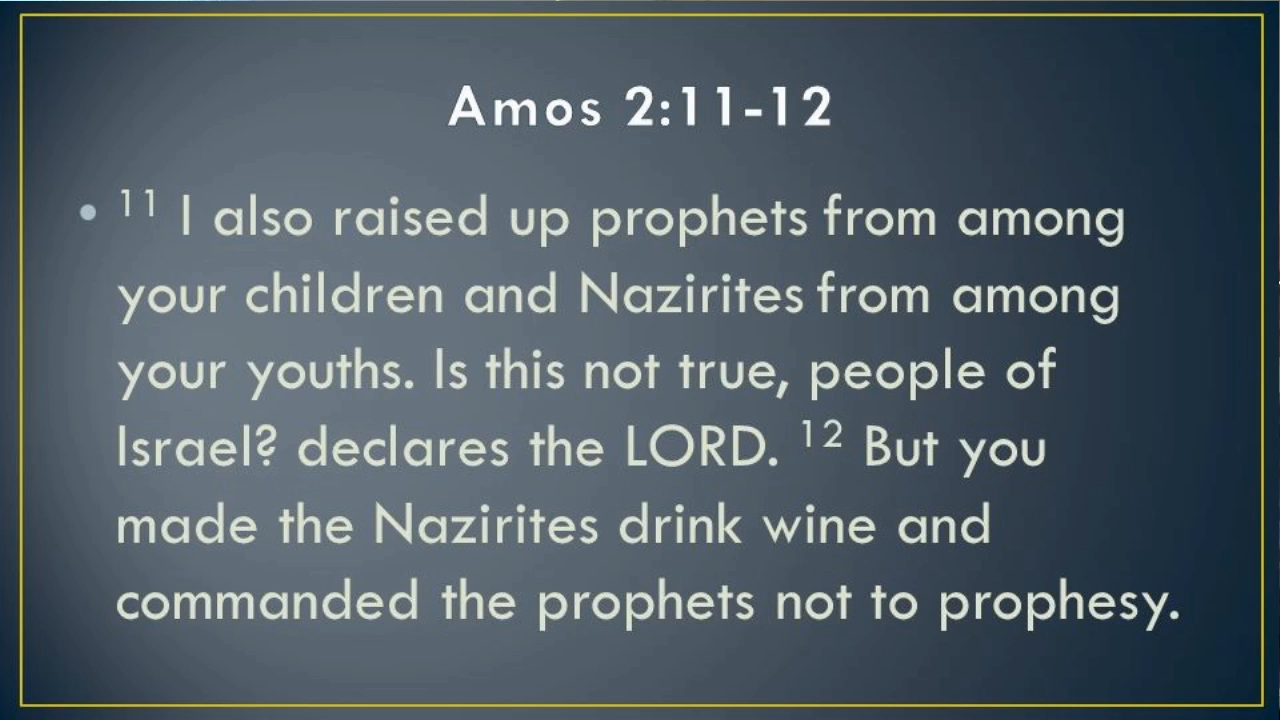 Amos 2:11-12
• ¹¹ I also raised up prophets from among
your children and Nazirites from among
your youths. Is this not true, people of
Israel? declares the LORD. ¹² But you
made the Nazirites drink wine and
commanded the prophets not to prophesy.